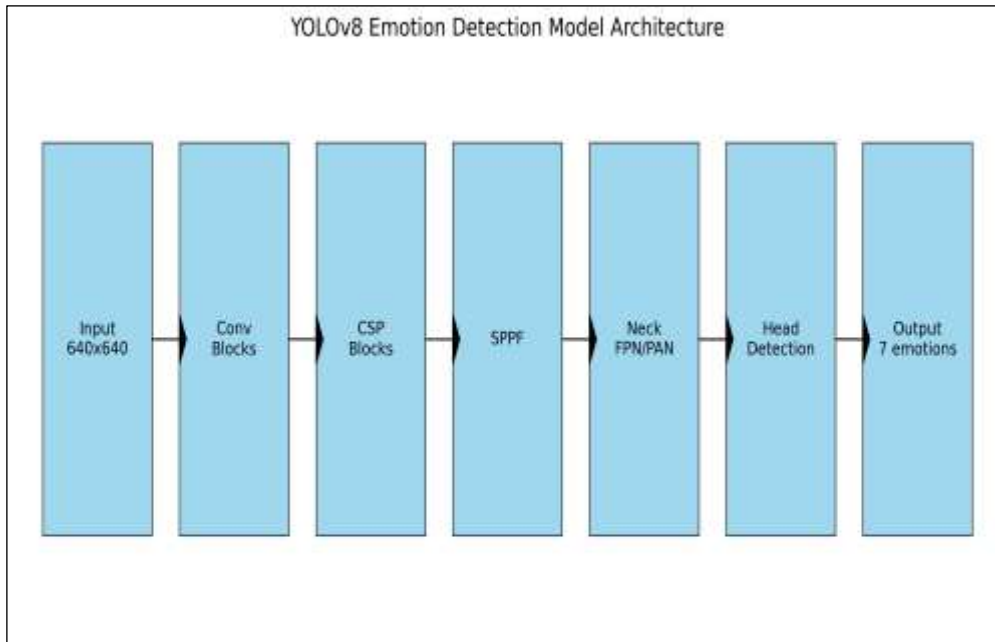 YOLOv8 Emotion Detection Model Architecture
Input
640x640
Conv
Blocks
CSP
Blocks
SPPF
Neck
FPN/PAN
Head
Detection
Output
7 emotions